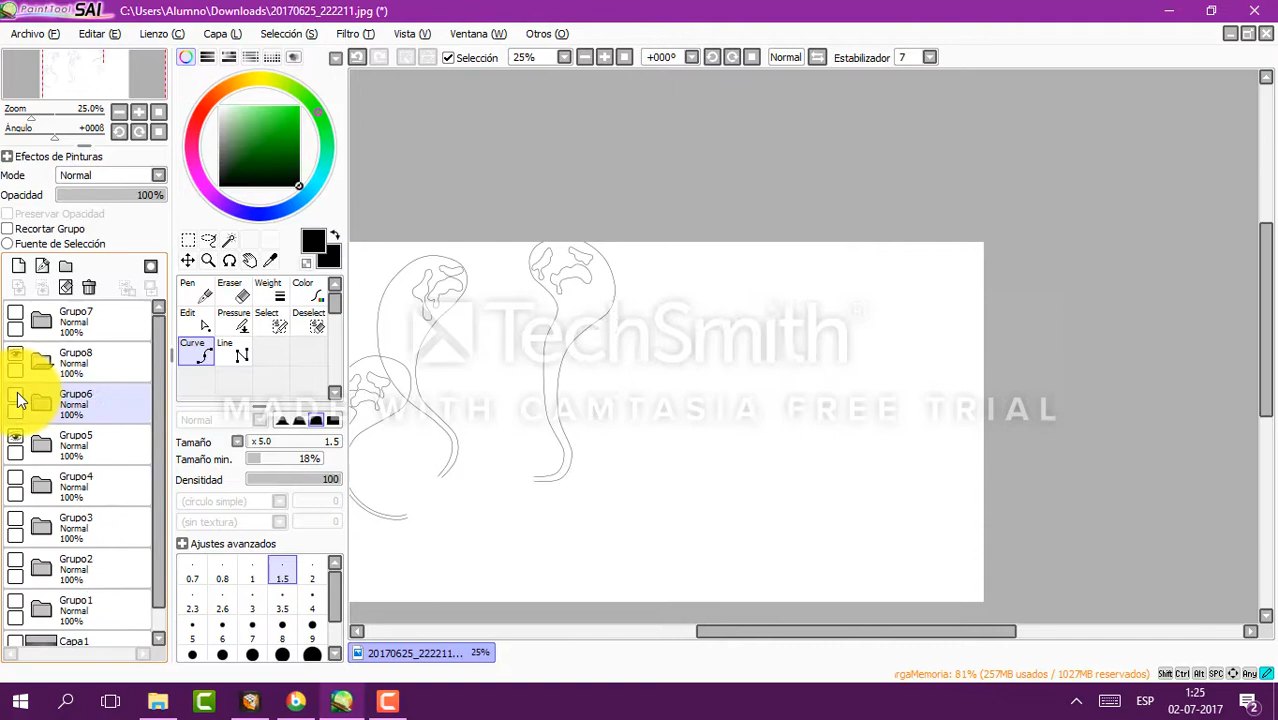 PaintTool SAI C:\Users\Alumno\Downloads\20170625_222211.jpg (*)
Archivo (F) Editar (E) Lienzo (C) Capa (L) Selección (S) Filtro (T) Vista (V) Ventana (W) Otros (O)
Selección 25% +000º Normal Estabilizador 7
Zoom 25.0%
Ángulo +000º
Efectos de Pinturas
Mode Normal
Opacidad 100%
Preservar Opacidad
Recortar Grupo
Fuente de Selección
Grupo7
Normal
100%
Grupo8
Normal
100%
Grupo6
Normal
100%
Grupo5
Normal
100%
Grupo4
Normal
100%
Grupo3
Normal
100%
Grupo2
Normal
100%
Grupo1
Normal
100%
Capa1
Pen Eraser Weight Color
Edit Pressure Select Deselect
Curve Line
Normal
Tamaño x 5.0 1.5
Tamaño min. 18%
Densitidad 100
(círculo simple) 0
(sin textura) 0
Ajustes avanzados
0.7 0.8 1 1.5 2
2.3 2.6 3 3.5 4
5 6 7 8 9
TechSmith
MADE WITH CAMTASIA FREE TRIAL
20170625_222211.... 25%
rgaMemoria: 81% (257MB usados / 1027MB reservados) Shift Ctrl Alt SPC
ESP 1:25
02-07-2017
2